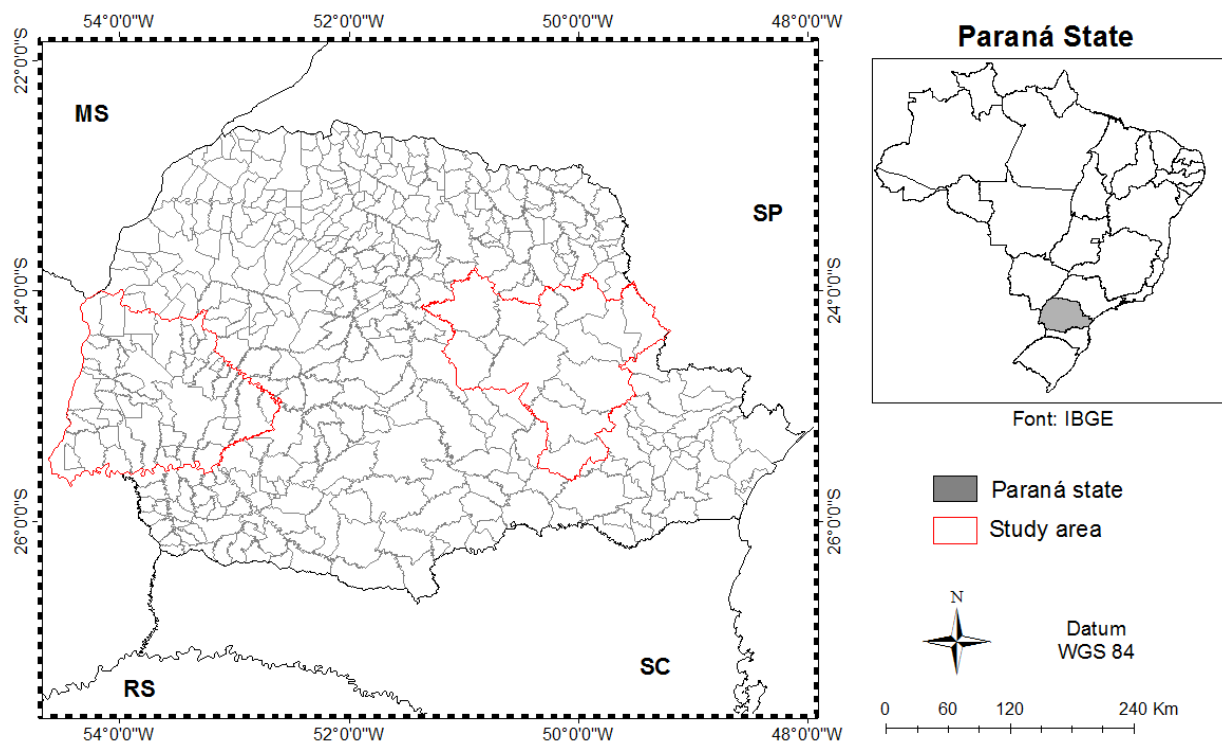 54°0'0"W
52°0'0"W
50°0'0"W
48°0'0"W
22°0'0"S
22°0'0"S
24°0'0"S
24°0'0"S
26°0'0"S
26°0'0"S
MS
SP
RS
SC
54°0'0"W
52°0'0"W
50°0'0"W
48°0'0"W
Paraná State
Font: IBGE
Paraná state
Study area
N
Datum
WGS 84
0 60 120 240 Km